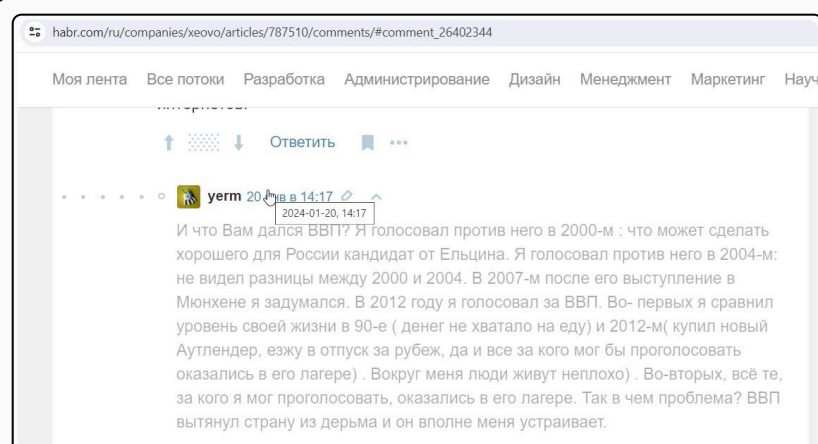 habr.com/ru/companies/xeovo/articles/787510/comments/#comment_26402344
Моя лента Все потоки Разработка Администрирование Дизайн Менеджмент Маркетинг Науч
интернетов.
Ответить
yerm 20 янв в 14:17
2024-01-20, 14:17
И что Вам дался ВВП? Я голосовал против него в 2000-м : что может сделать
хорошего для России кандидат от Ельцина. Я голосовал против него в 2004-м:
не видел разницы между 2000 и 2004. В 2007-м после его выступление в
Мюнхене я задумался. В 2012 году я голосовал за ВВП. Во- первых я сравнил
уровень своей жизни в 90-е ( денег не хватало на еду) и 2012-м( купил новый
Аутлендер, езжу в отпуск за рубеж, да и все за кого мог бы проголосовать
оказались в его лагере) . Вокруг меня люди живут неплохо) . Во-вторых, всё те,
за кого я мог проголосовать, оказались в его лагере. Так в чем проблема? ВВП
вытянул страну из дерьма и он вполне меня устраивает.